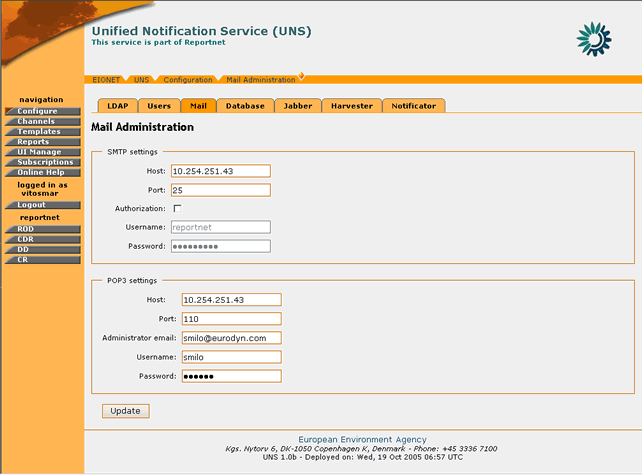 Unified Notification Service (UNS)
This service is part of Reportnet
EIONET UNS Configuration Mail Administration
navigation
Configure
Channels
Templates
Reports
UI Manage
Subscriptions
Online Help
logged in as
vitosmar
Logout
reportnet
ROD
CDR
DD
CR
LDAP Users Mail Database Jabber Harvester Notificator
Mail Administration
SMTP settings
Host: 10.254.251.43
Port: 25
Authorization:
Username: reportnet
Password: •••••••••
POP3 settings
Host: 10.254.251.43
Port: 110
Administrator email: smilo@eurodyn.com
Username: smilo
Password: ••••••
Update
European Environment Agency
Kgs. Nytorv 6, DK-1050 Copenhagen K, Denmark - Phone: +45 3336 7100
UNS 1.0b - Deployed on: Wed, 19 Oct 2005 06:57 UTC